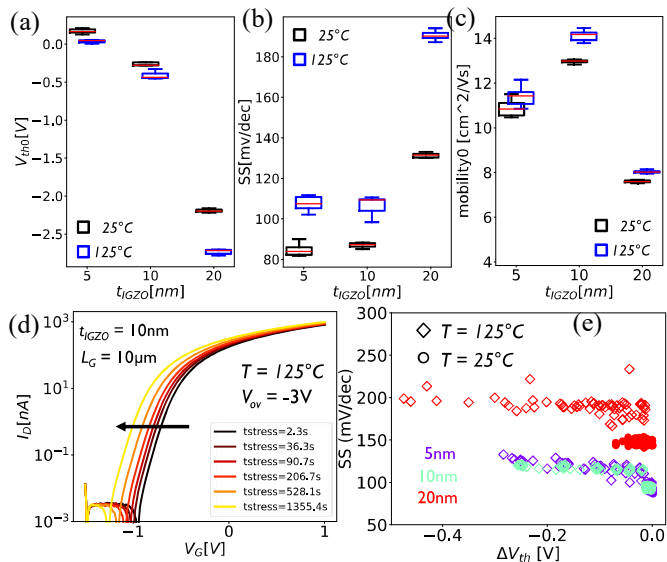 (a)
V_th0[V]
0.0
−0.5
−1.0
−1.5
−2.0
−2.5
25°C
125°C
5
10
20
t_IGZO[nm]
(b)
SS[mv/dec]
180
160
140
120
100
80
25°C
125°C
5
10
20
t_IGZO[nm]
(c)
mobility0 [cm^2/Vs]
14
12
10
8
6
4
25°C
125°C
5
10
20
t_IGZO[nm]
(d)
I_D[nA]
10³
10¹
10⁻¹
10⁻³
t_IGZO = 10nm
L_G = 10μm
T = 125°C
V_ov = -3V
tstress=2.3s
tstress=36.3s
tstress=90.7s
tstress=206.7s
tstress=528.1s
tstress=1355.4s
−1
0
1
V_G[V]
(e)
SS (mV/dec)
300
250
200
150
100
50
T = 125°C
T = 25°C
5nm
10nm
20nm
−0.4
−0.2
0.0
ΔV_th [V]